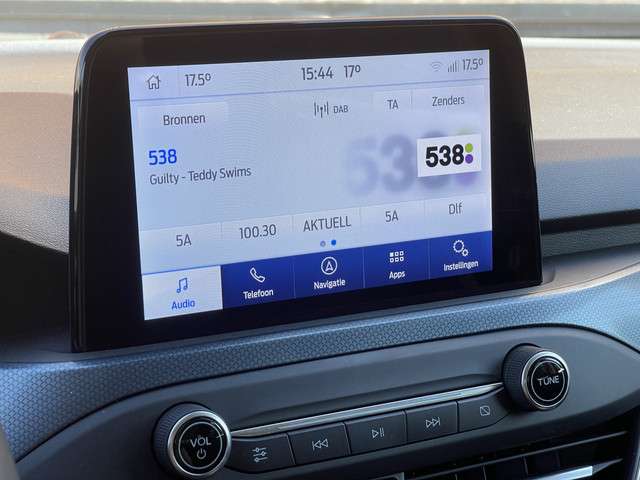 17.5° 15:44 17° 17.5°
Bronnen DAB TA Zenders
538
Guilty - Teddy Swims
538
538
5A 100.30 AKTUELL 5A Dlf
Audio Telefoon Navigatie Apps Instellingen
VOL
TUNE